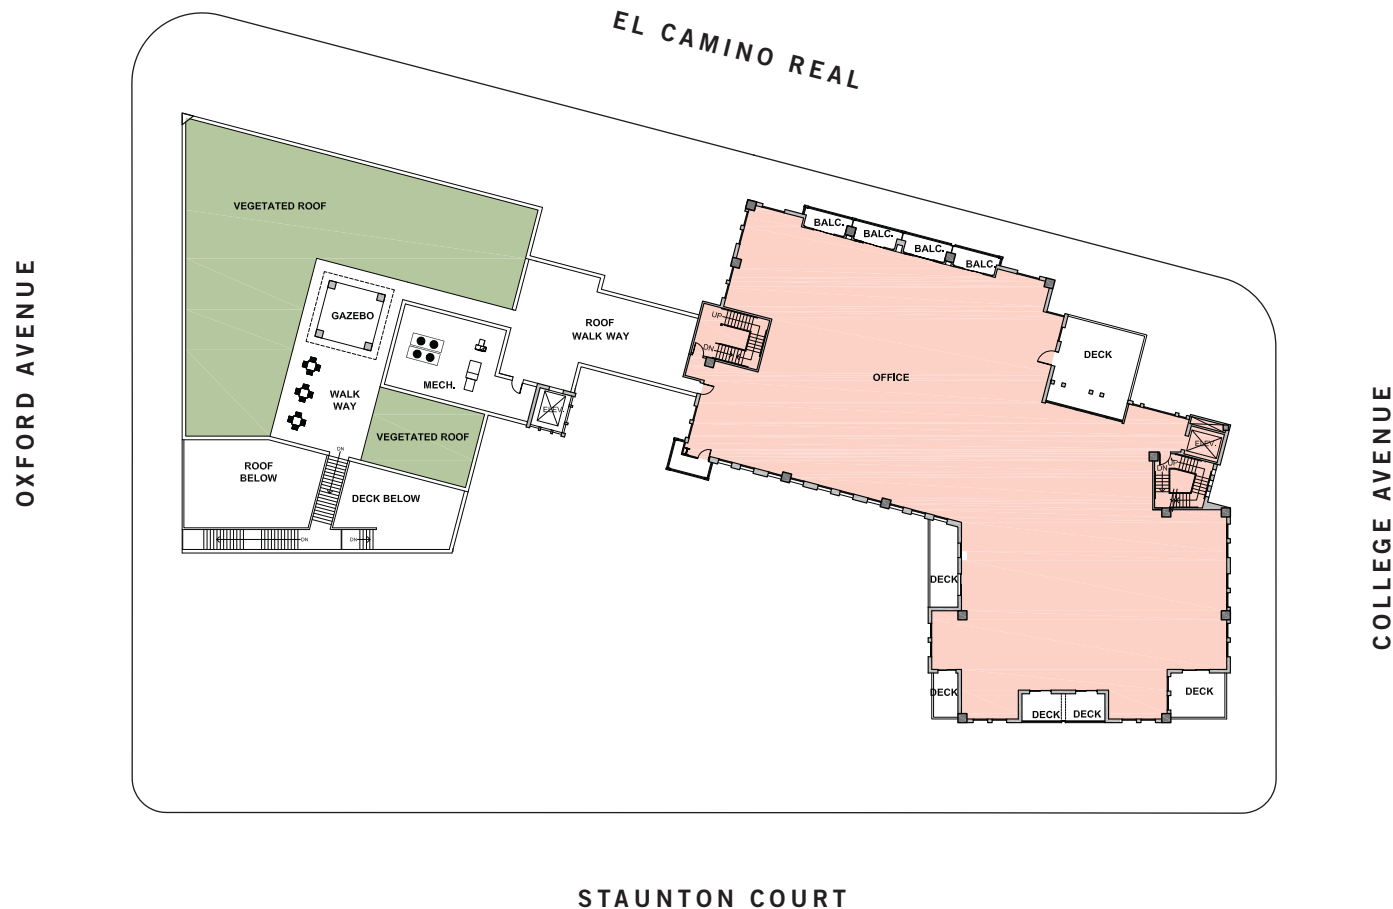 EL CAMINO REAL
OXFORD AVENUE
VEGETATED ROOF
BALC.
BALC.
BALC.
BALC.
GAZEBO
UP
ROOF
WALK WAY
DN
DECK
MECH.
OFFICE
WALK
WAY
ELEV.
VEGETATED ROOF
DN
ELEV.
UP
DN
ROOF
BELOW
DECK BELOW
DN
DN
DECK
DECK
DECK
DECK
DECK
COLLEGE AVENUE
STAUNTON COURT